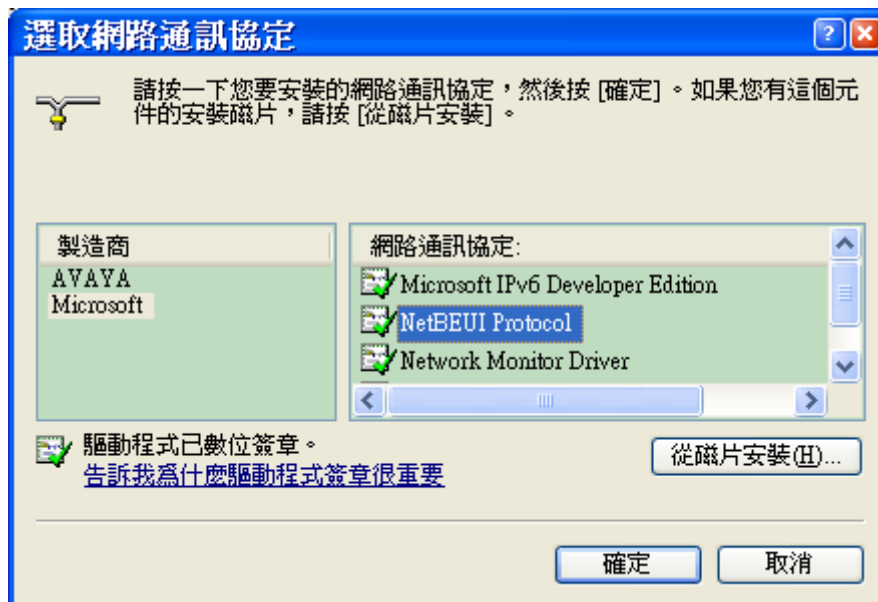 選取網路通訊協定
請按一下您要安裝的網路通訊協定，然後按 [確定]。如果您有這個元
件的安裝磁片，請按 [從磁片安裝]。
製造商
AVAYA
Microsoft
網路通訊協定:
Microsoft IPv6 Developer Edition
NetBEUI Protocol
Network Monitor Driver
驅動程式已數位簽章。
告訴我為什麼驅動程式簽章很重要
從磁片安裝(H)...
確定
取消